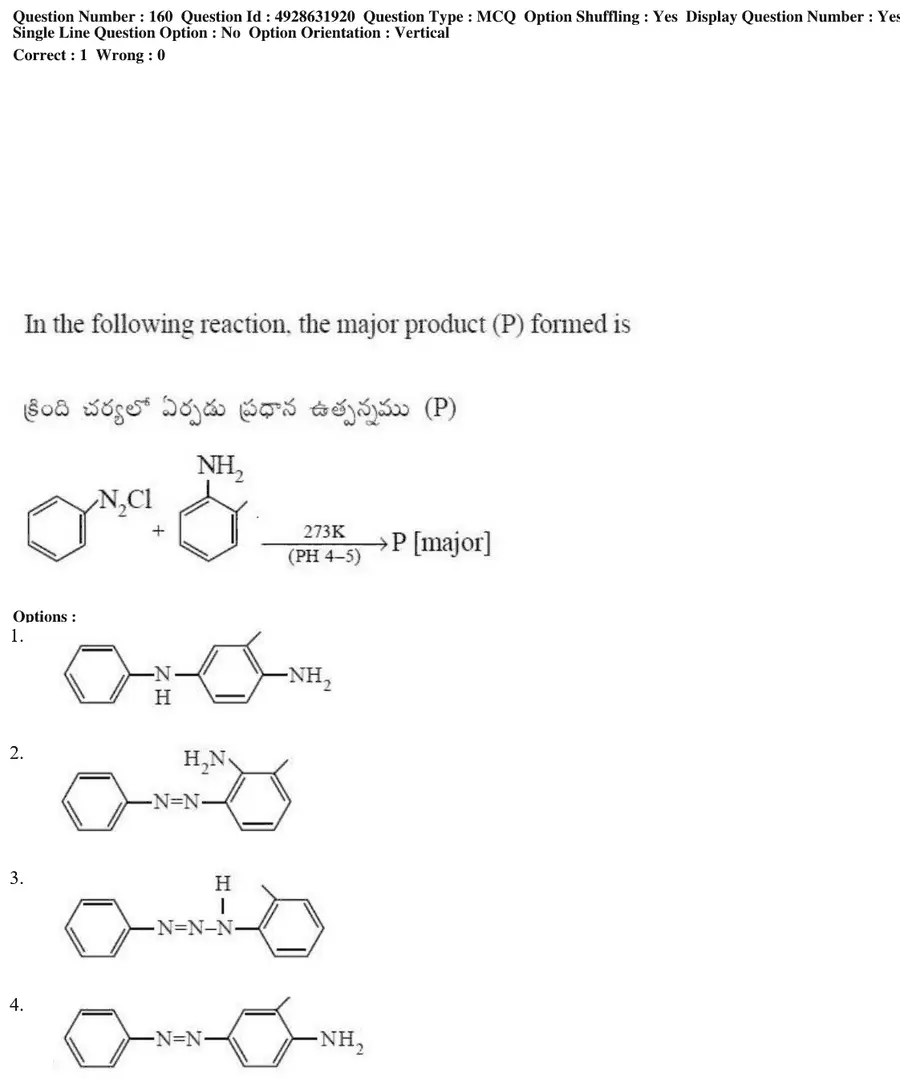 Question Number : 160 Question Id : 4928631920 Question Type : MCQ Option Shuffling : Yes Display Question Number : Yes
Single Line Question Option : No Option Orientation : Vertical
Correct : 1 Wrong : 0
In the following reaction, the major product (P) formed is
క్రింది చర్యలో ఏర్పడు ప్రధాన ఉత్పన్నము (P)
NH2
N2Cl
+
273K
(PH 4–5)
P [major]
Options :
1.
N
H
NH2
2.
H2N
N=N
3.
H
N=N–N
4.
N=N
NH2